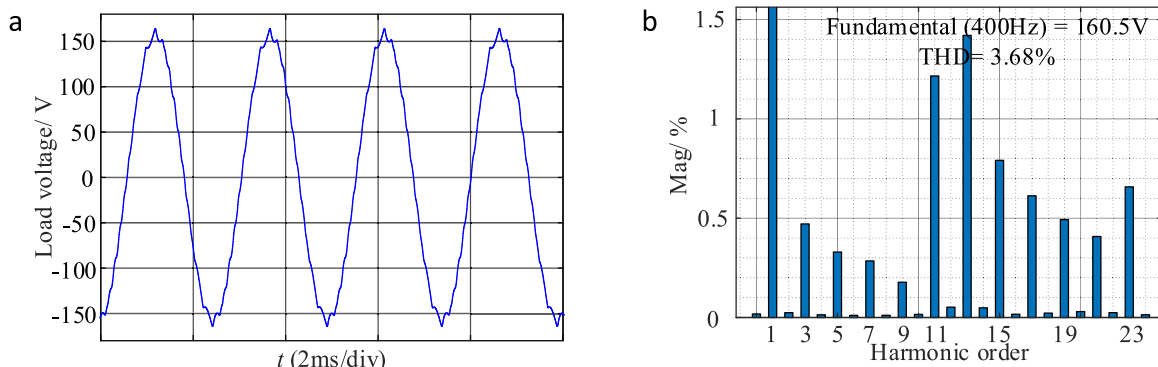 a
150
100
50
0
-50
-100
-150
Load voltage/ V
t (2ms/div)
b
Fundamental (400Hz) = 160.5V
THD= 3.68%
1.5
1
0.5
0
Mag/ %
1 3 5 7 9 11 15 19 23
Harmonic order